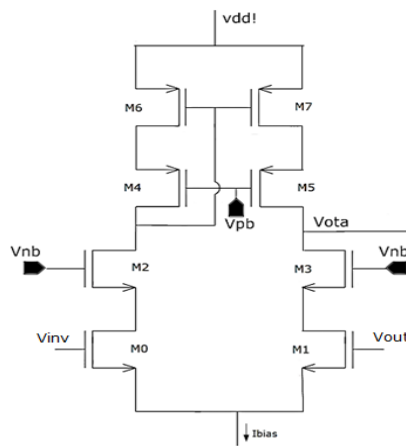 vdd!
M6
M7
M4
M5
Vpb
Vota
Vnb
Vnb
M2
M3
Vinv
Vout
M0
M1
Ibias